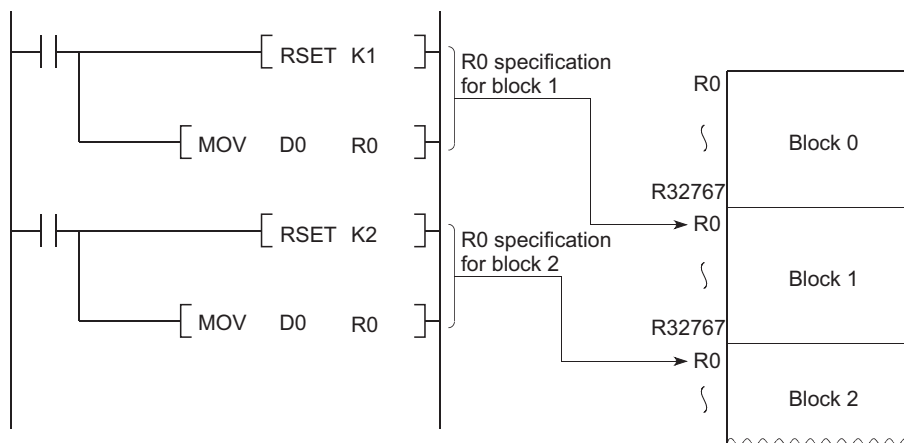 RSET K1
MOV D0 R0
R0 specification
for block 1
RSET K2
MOV D0 R0
R0 specification
for block 2
R0
Block 0
R32767
R0
Block 1
R32767
R0
Block 2